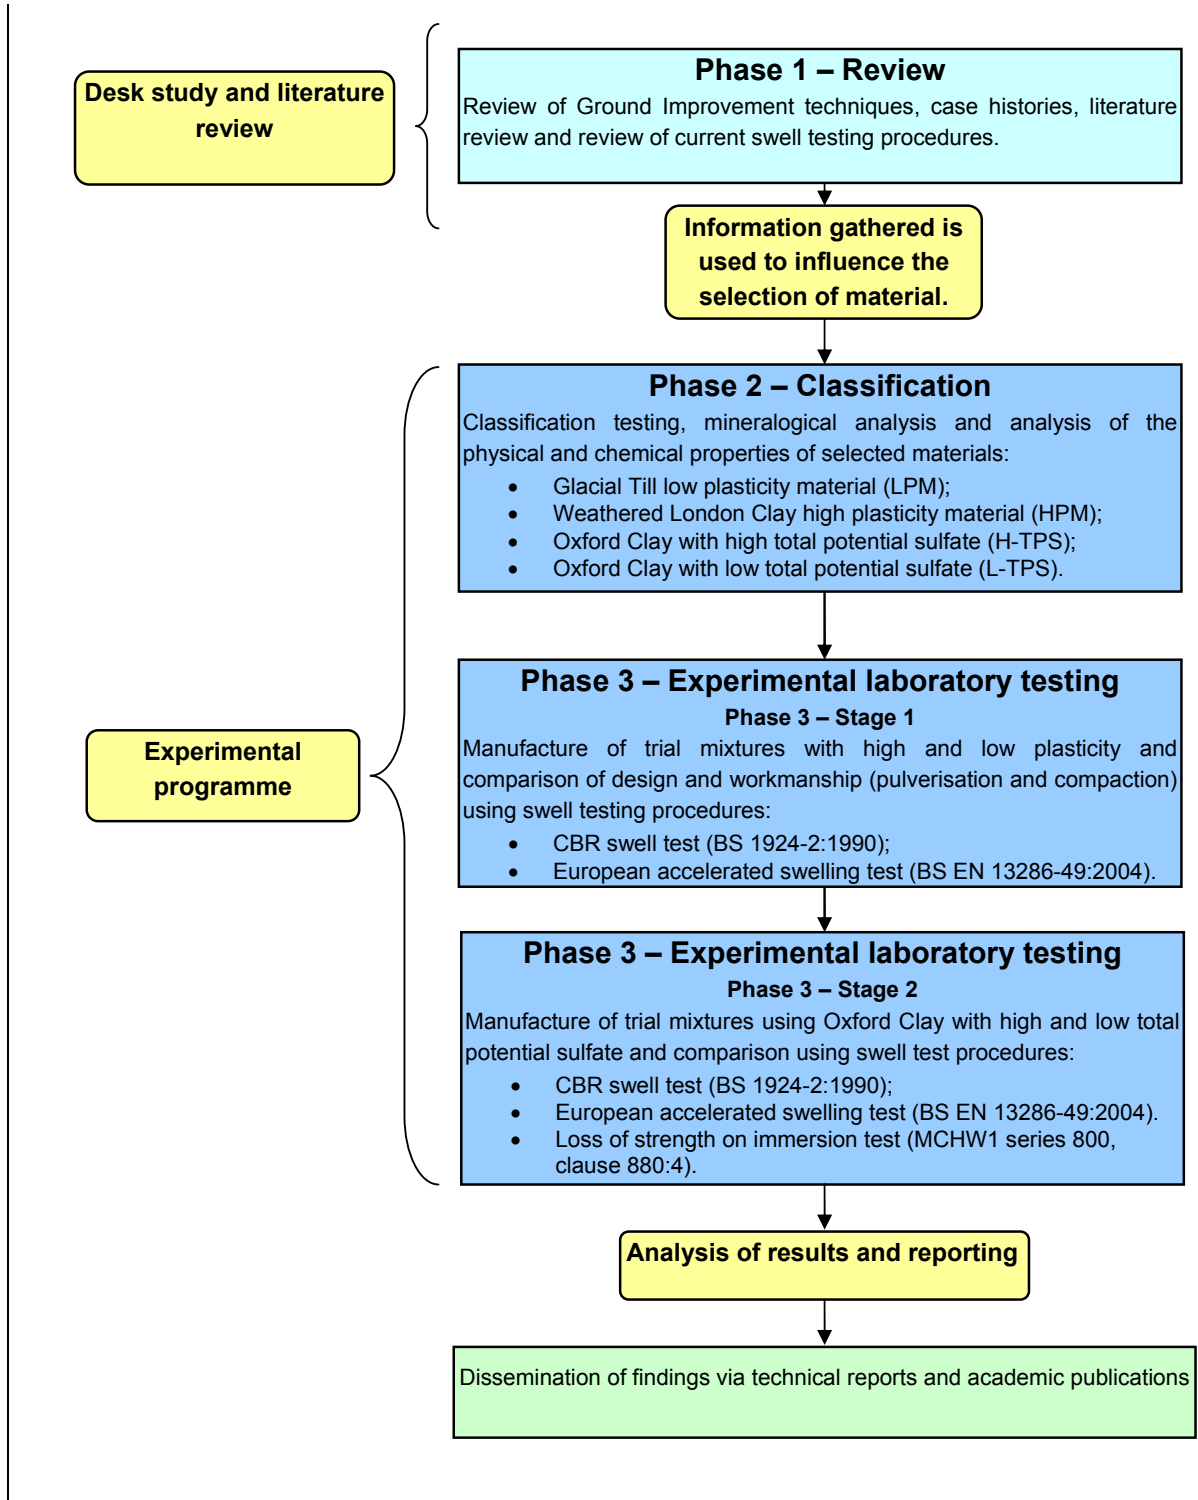 Desk study and literature
review
Phase 1 – Review
Review of Ground Improvement techniques, case histories, literature
review and review of current swell testing procedures.
Information gathered is
used to influence the
selection of material.
Phase 2 – Classification
Classification testing, mineralogical analysis and analysis of the
physical and chemical properties of selected materials:
• Glacial Till low plasticity material (LPM);
• Weathered London Clay high plasticity material (HPM);
• Oxford Clay with high total potential sulfate (H-TPS);
• Oxford Clay with low total potential sulfate (L-TPS).
Experimental
programme
Phase 3 – Experimental laboratory testing
Phase 3 – Stage 1
Manufacture of trial mixtures with high and low plasticity and
comparison of design and workmanship (pulverisation and compaction)
using swell testing procedures:
• CBR swell test (BS 1924-2:1990);
• European accelerated swelling test (BS EN 13286-49:2004).
Phase 3 – Experimental laboratory testing
Phase 3 – Stage 2
Manufacture of trial mixtures using Oxford Clay with high and low total
potential sulfate and comparison using swell test procedures:
• CBR swell test (BS 1924-2:1990);
• European accelerated swelling test (BS EN 13286-49:2004).
• Loss of strength on immersion test (MCHW1 series 800,
clause 880:4).
Analysis of results and reporting
Dissemination of findings via technical reports and academic publications